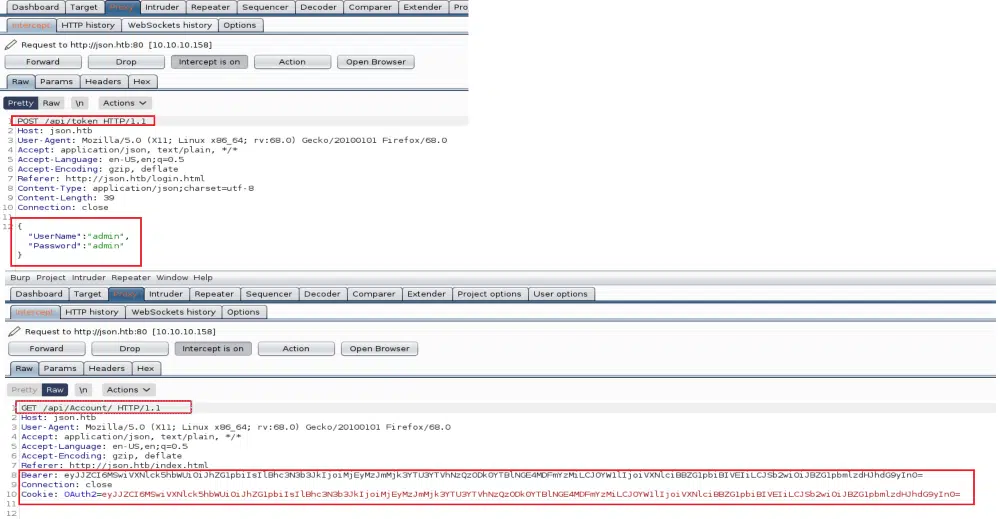 Dashboard Target Proxy Intruder Repeater Sequencer Decoder Comparer Extender Pro
Intercept HTTP history WebSockets history Options
Request to http://json.htb:80 [10.10.10.158]
Forward Drop Intercept is on Action Open Browser
Raw Params Headers Hex
Pretty Raw \n Actions
1 POST /api/token HTTP/1.1
2 Host: json.htb
3 User-Agent: Mozilla/5.0 (X11; Linux x86_64; rv:68.0) Gecko/20100101 Firefox/68.0
4 Accept: application/json, text/plain, */*
5 Accept-Language: en-US,en;q=0.5
6 Accept-Encoding: gzip, deflate
7 Referer: http://json.htb/login.html
8 Content-Type: application/json;charset=utf-8
9 Content-Length: 39
10 Connection: close
11
12 {
"UserName":"admin",
"Password":"admin"
}
Burp Project Intruder Repeater Window Help
Dashboard Target Proxy Intruder Repeater Sequencer Decoder Comparer Extender Project options User options
Intercept HTTP history WebSockets history Options
Request to http://json.htb:80 [10.10.10.158]
Forward Drop Intercept is on Action Open Browser
Raw Params Headers Hex
Pretty Raw \n Actions
1 GET /api/Account/ HTTP/1.1
2 Host: json.htb
3 User-Agent: Mozilla/5.0 (X11; Linux x86_64; rv:68.0) Gecko/20100101 Firefox/68.0
4 Accept: application/json, text/plain, */*
5 Accept-Language: en-US,en;q=0.5
6 Accept-Encoding: gzip, deflate
7 Referer: http://json.htb/index.html
8 Bearer:
9 Connection: close
10 Cookie: OAuth2=
11
12